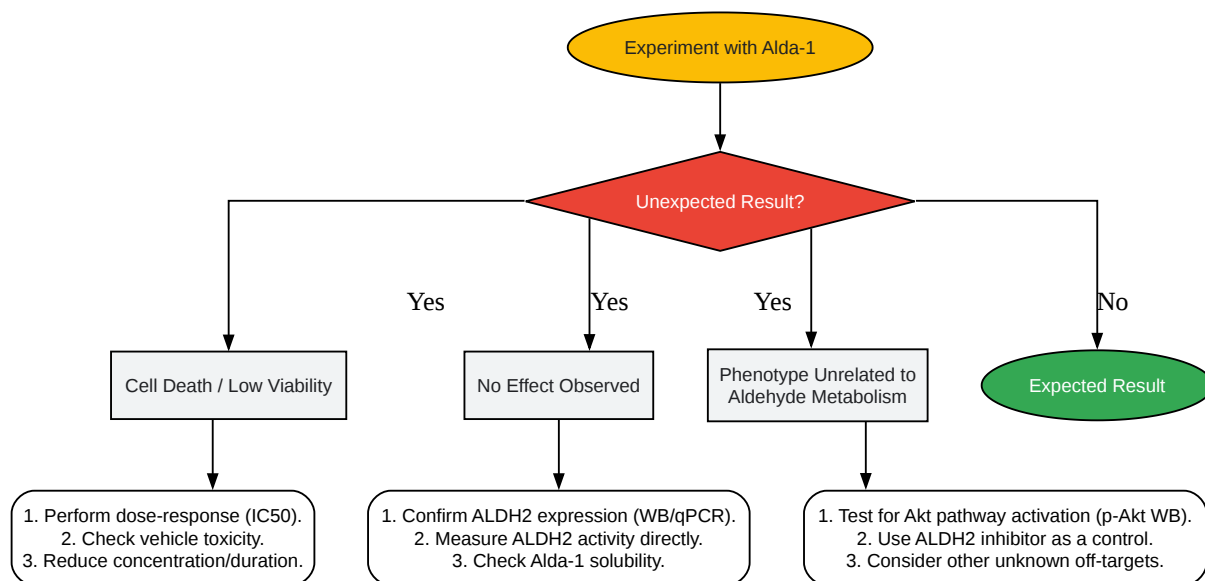 Experiment with Alda-1
Unexpected Result?
Yes
Yes
Yes
No
Cell Death / Low Viability
No Effect Observed
Phenotype Unrelated to
Aldehyde Metabolism
Expected Result
1. Perform dose-response (IC50).
2. Check vehicle toxicity.
3. Reduce concentration/duration.
1. Confirm ALDH2 expression (WB/qPCR).
2. Measure ALDH2 activity directly.
3. Check Alda-1 solubility.
1. Test for Akt pathway activation (p-Akt WB).
2. Use ALDH2 inhibitor as a control.
3. Consider other unknown off-targets.